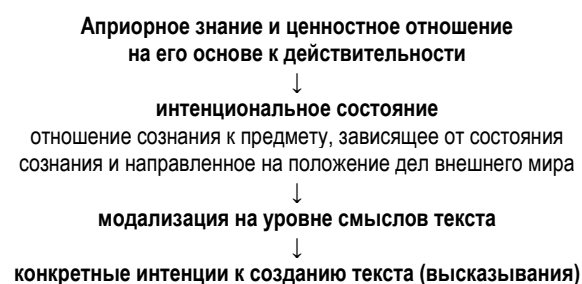 Априорное знание и ценностное отношение
на его основе к действительности
↓
интенциональное состояние
отношение сознания к предмету, зависящее от состояния
сознания и направленное на положение дел внешнего мира
↓
модализация на уровне смыслов текста
↓
конкретные интенции к созданию текста (высказывания)